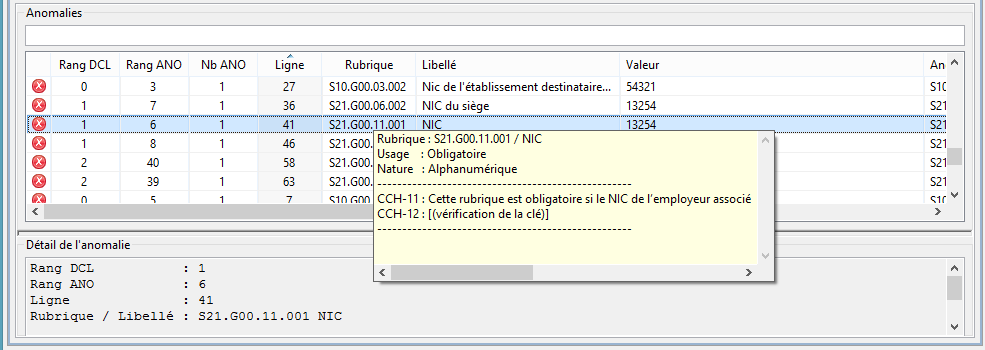 Anomalies
Rang DCL Rang ANO Nb ANO Ligne Rubrique Libellé Valeur An
0 3 1 27 S10.G00.03.002 Nic de l'établissement destinataire... 54321 S10
1 7 1 36 S21.G00.06.002 NIC du siège 13254 S21
1 6 1 41 S21.G00.11.001 NIC 13254 S21
1 8 1 46 S21.G00 S21
2 40 1 58 S21.G00 S21
2 39 1 63 S21.G00 S21
0 5 1 7 S10.G00 S10
Rubrique : S21.G00.11.001 / NIC
Usage : Obligatoire
Nature : Alphanumérique
--------------------------------------------------
CCH-11 : Cette rubrique est obligatoire si le NIC de l'employeur associé
CCH-12 : [(vérification de la clé)]
--------------------------------------------------
Détail de l'anomalie
Rang DCL : 1
Rang ANO : 6
Ligne : 41
Rubrique / Libellé : S21.G00.11.001 NIC